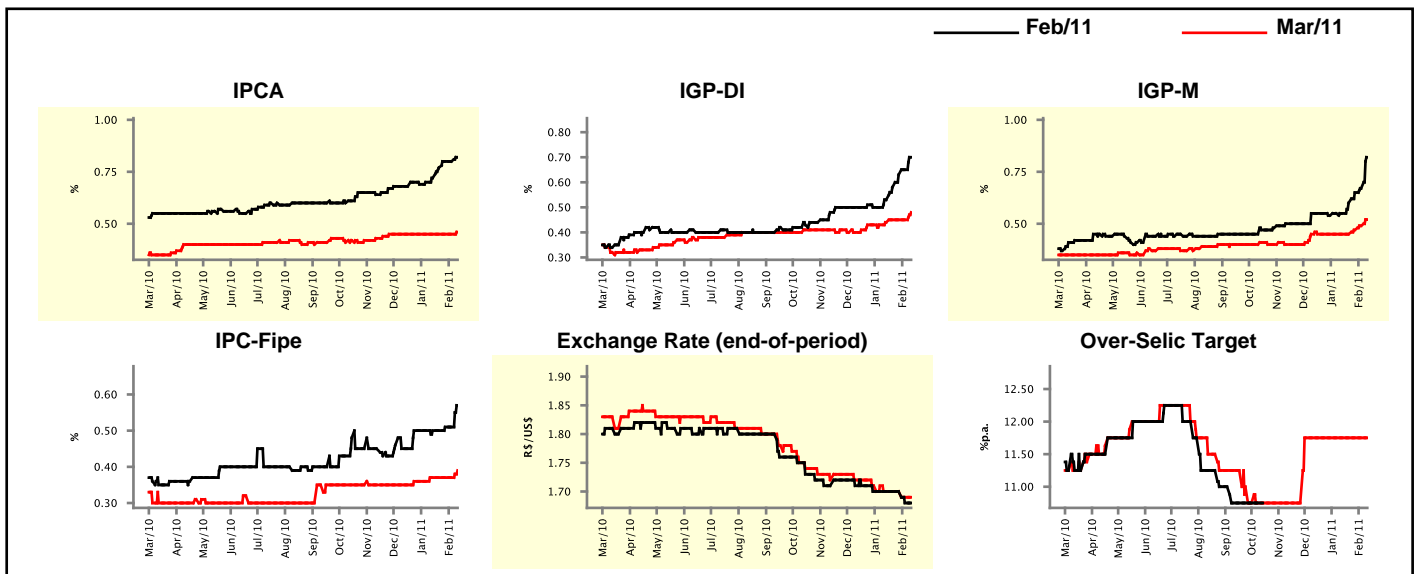 Feb/11 Mar/11
IPCA IGP-DI IGP-M
1.00
0.75
0.50
%
Mar/10 Apr/10 May/10 Jun/10 Jul/10 Aug/10 Sep/10 Oct/10 Nov/10 Dec/10 Jan/11 Feb/11
0.80
0.70
0.60
0.50
0.40
0.30
%
Mar/10 Apr/10 May/10 Jun/10 Jul/10 Aug/10 Sep/10 Oct/10 Nov/10 Dec/10 Jan/11 Feb/11
1.00
0.75
0.50
%
Mar/10 Apr/10 May/10 Jun/10 Jul/10 Aug/10 Sep/10 Oct/10 Nov/10 Dec/10 Jan/11 Feb/11
IPC-Fipe Exchange Rate (end-of-period) Over-Selic Target
0.60
0.50
0.40
0.30
%
Mar/10 Apr/10 May/10 Jun/10 Jul/10 Aug/10 Sep/10 Oct/10 Nov/10 Dec/10 Jan/11 Feb/11
1.90
1.85
1.80
1.75
1.70
R$/US$
Mar/10 Apr/10 May/10 Jun/10 Jul/10 Aug/10 Sep/10 Oct/10 Nov/10 Dec/10 Jan/11 Feb/11
12.50
12.00
11.50
11.00
%p.a.
Mar/10 Apr/10 May/10 Jun/10 Jul/10 Aug/10 Sep/10 Oct/10 Nov/10 Dec/10 Jan/11 Feb/11